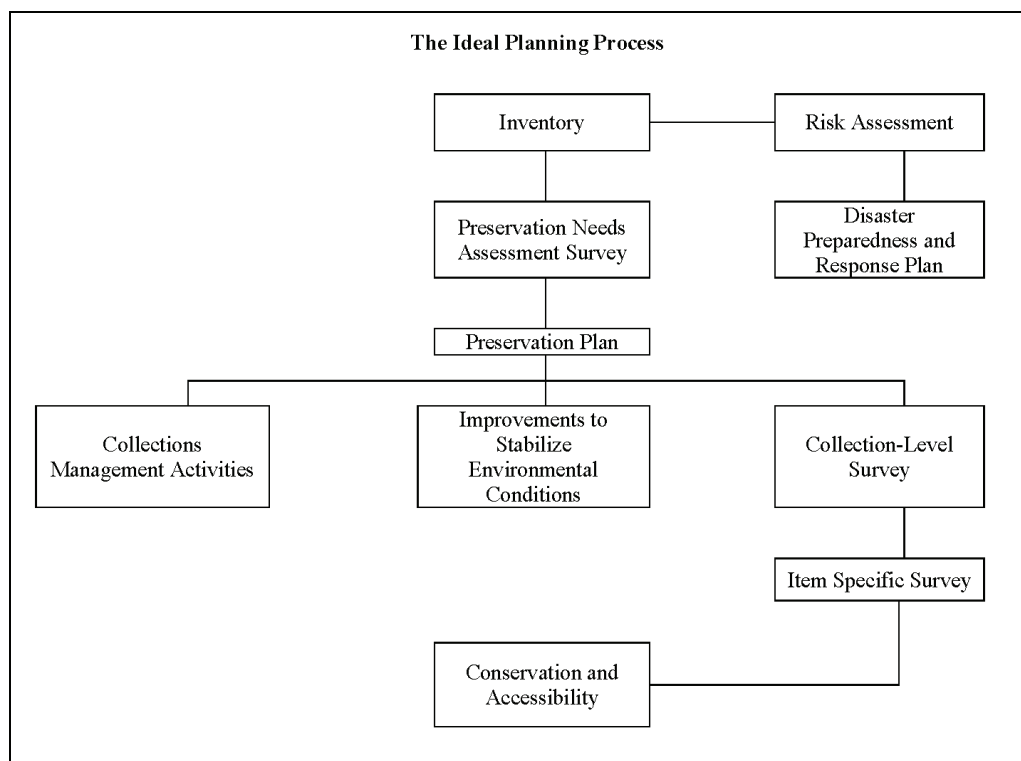 The Ideal Planning Process
Inventory
Risk Assessment
Preservation Needs
Assessment Survey
Disaster
Preparedness and
Response Plan
Preservation Plan
Collections
Management Activities
Improvements to
Stabilize
Environmental
Conditions
Collection-Level
Survey
Item Specific Survey
Conservation and
Accessibility